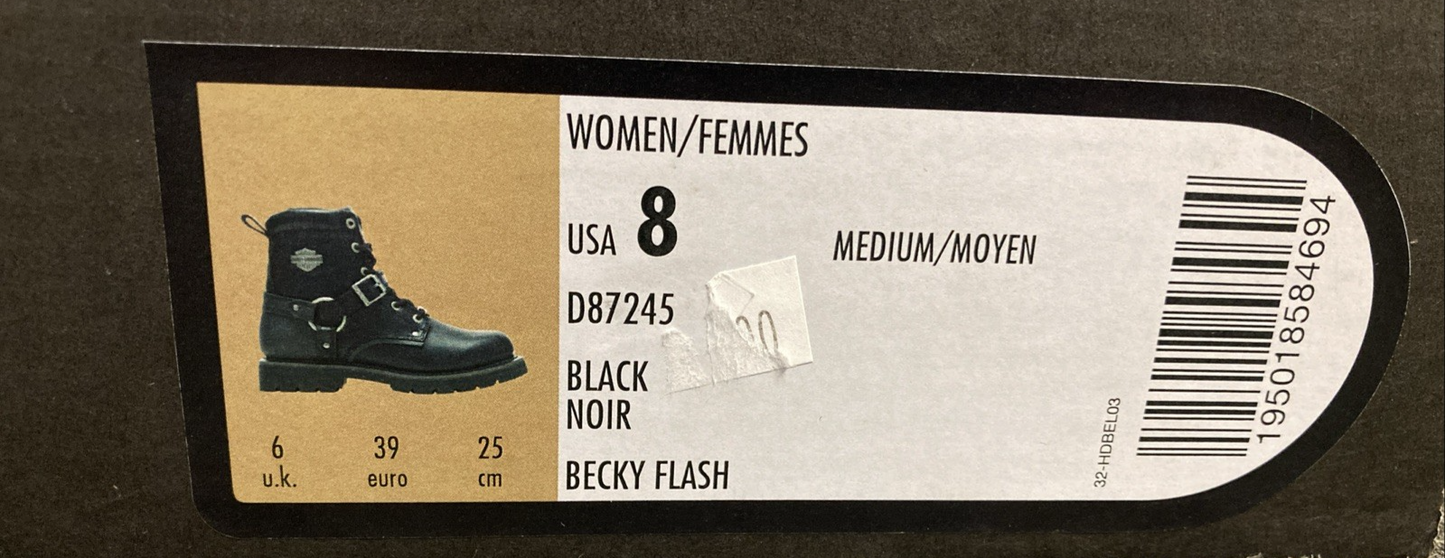 WOMEN/FEMMES
USA 8
MEDIUM/MOYEN
D87245
BLACK
NOIR
BECKY FLASH
6 39 25
u.k. euro cm
32-HDBEL03
195018584694